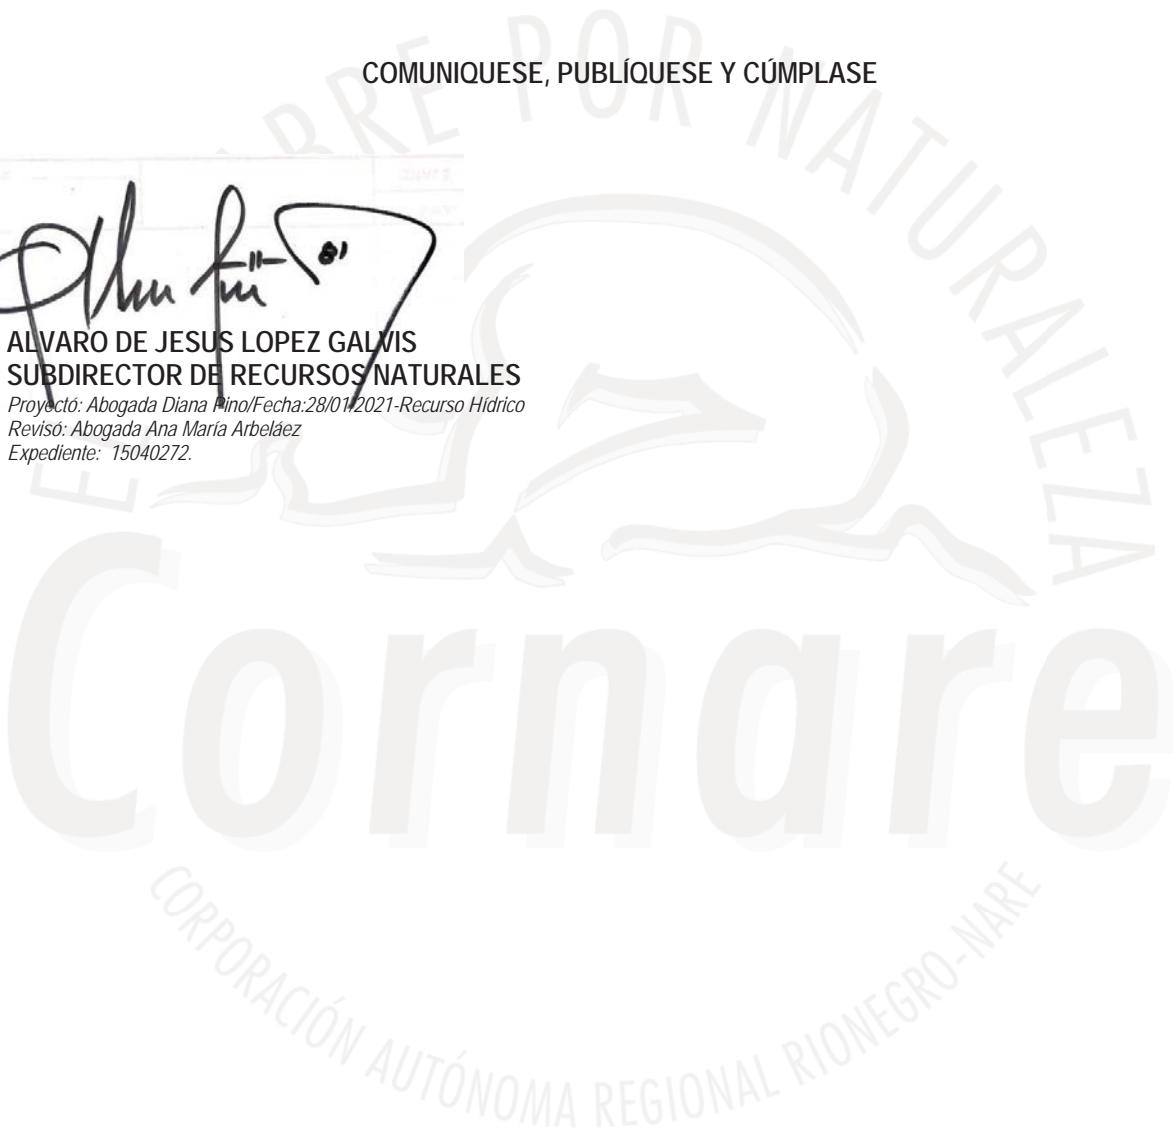 COMUNIQUESE, PUBLÍQUESE Y CÚMPLASE
ALVARO DE JESUS LOPEZ GALVIS
SUBDIRECTOR DE RECURSOS NATURALES
Proyectó: Abogada Diana Pino/Fecha:28/01/2021-Recurso Hídrico
Revisó: Abogada Ana María Arbeláez
Expediente: 15040272.
BRE POR NATURALEZA
Cornare
CORPORACIÓN AUTÓNOMA REGIONAL RIONEGRO-NARE